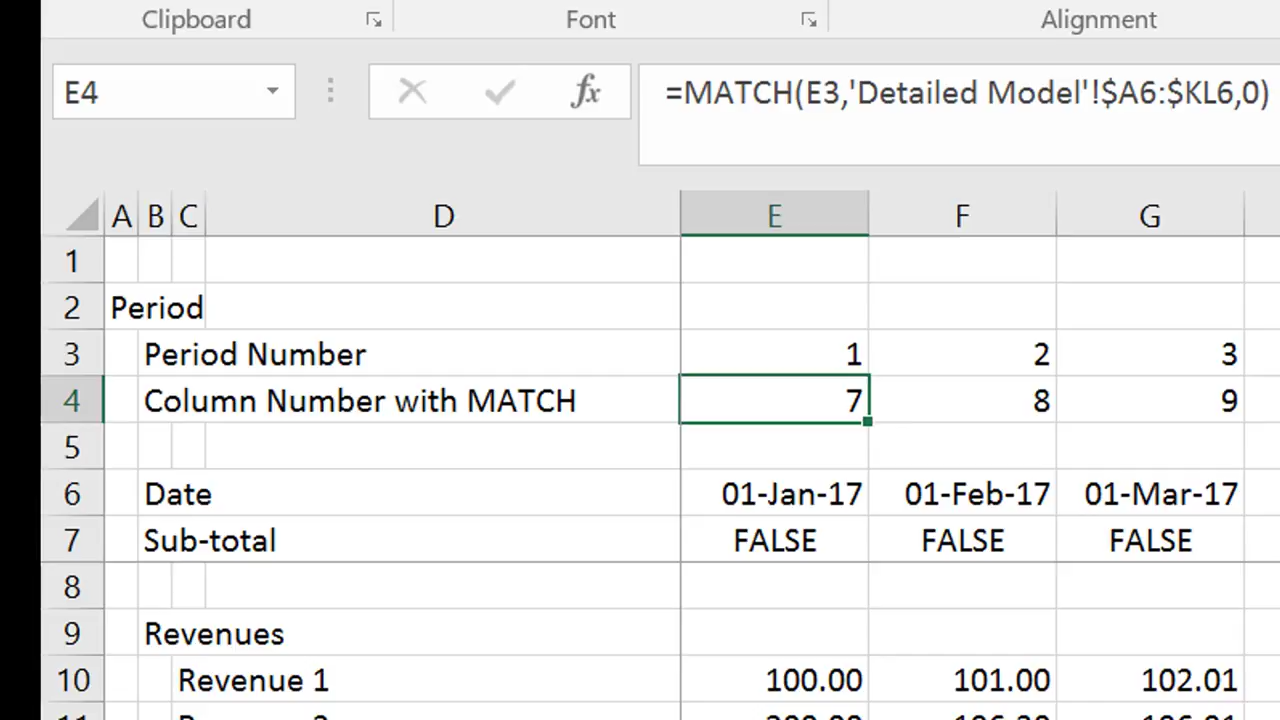 Clipboard Font Alignment
E4 fx =MATCH(E3,'Detailed Model'!$A6:$KL6,0)
A B C D E F G
1
2 Period
3 Period Number 1 2 3
4 Column Number with MATCH 7 8 9
5
6 Date 01-Jan-17 01-Feb-17 01-Mar-17
7 Sub-total FALSE FALSE FALSE
8
9 Revenues
10 Revenue 1 100.00 101.00 102.01